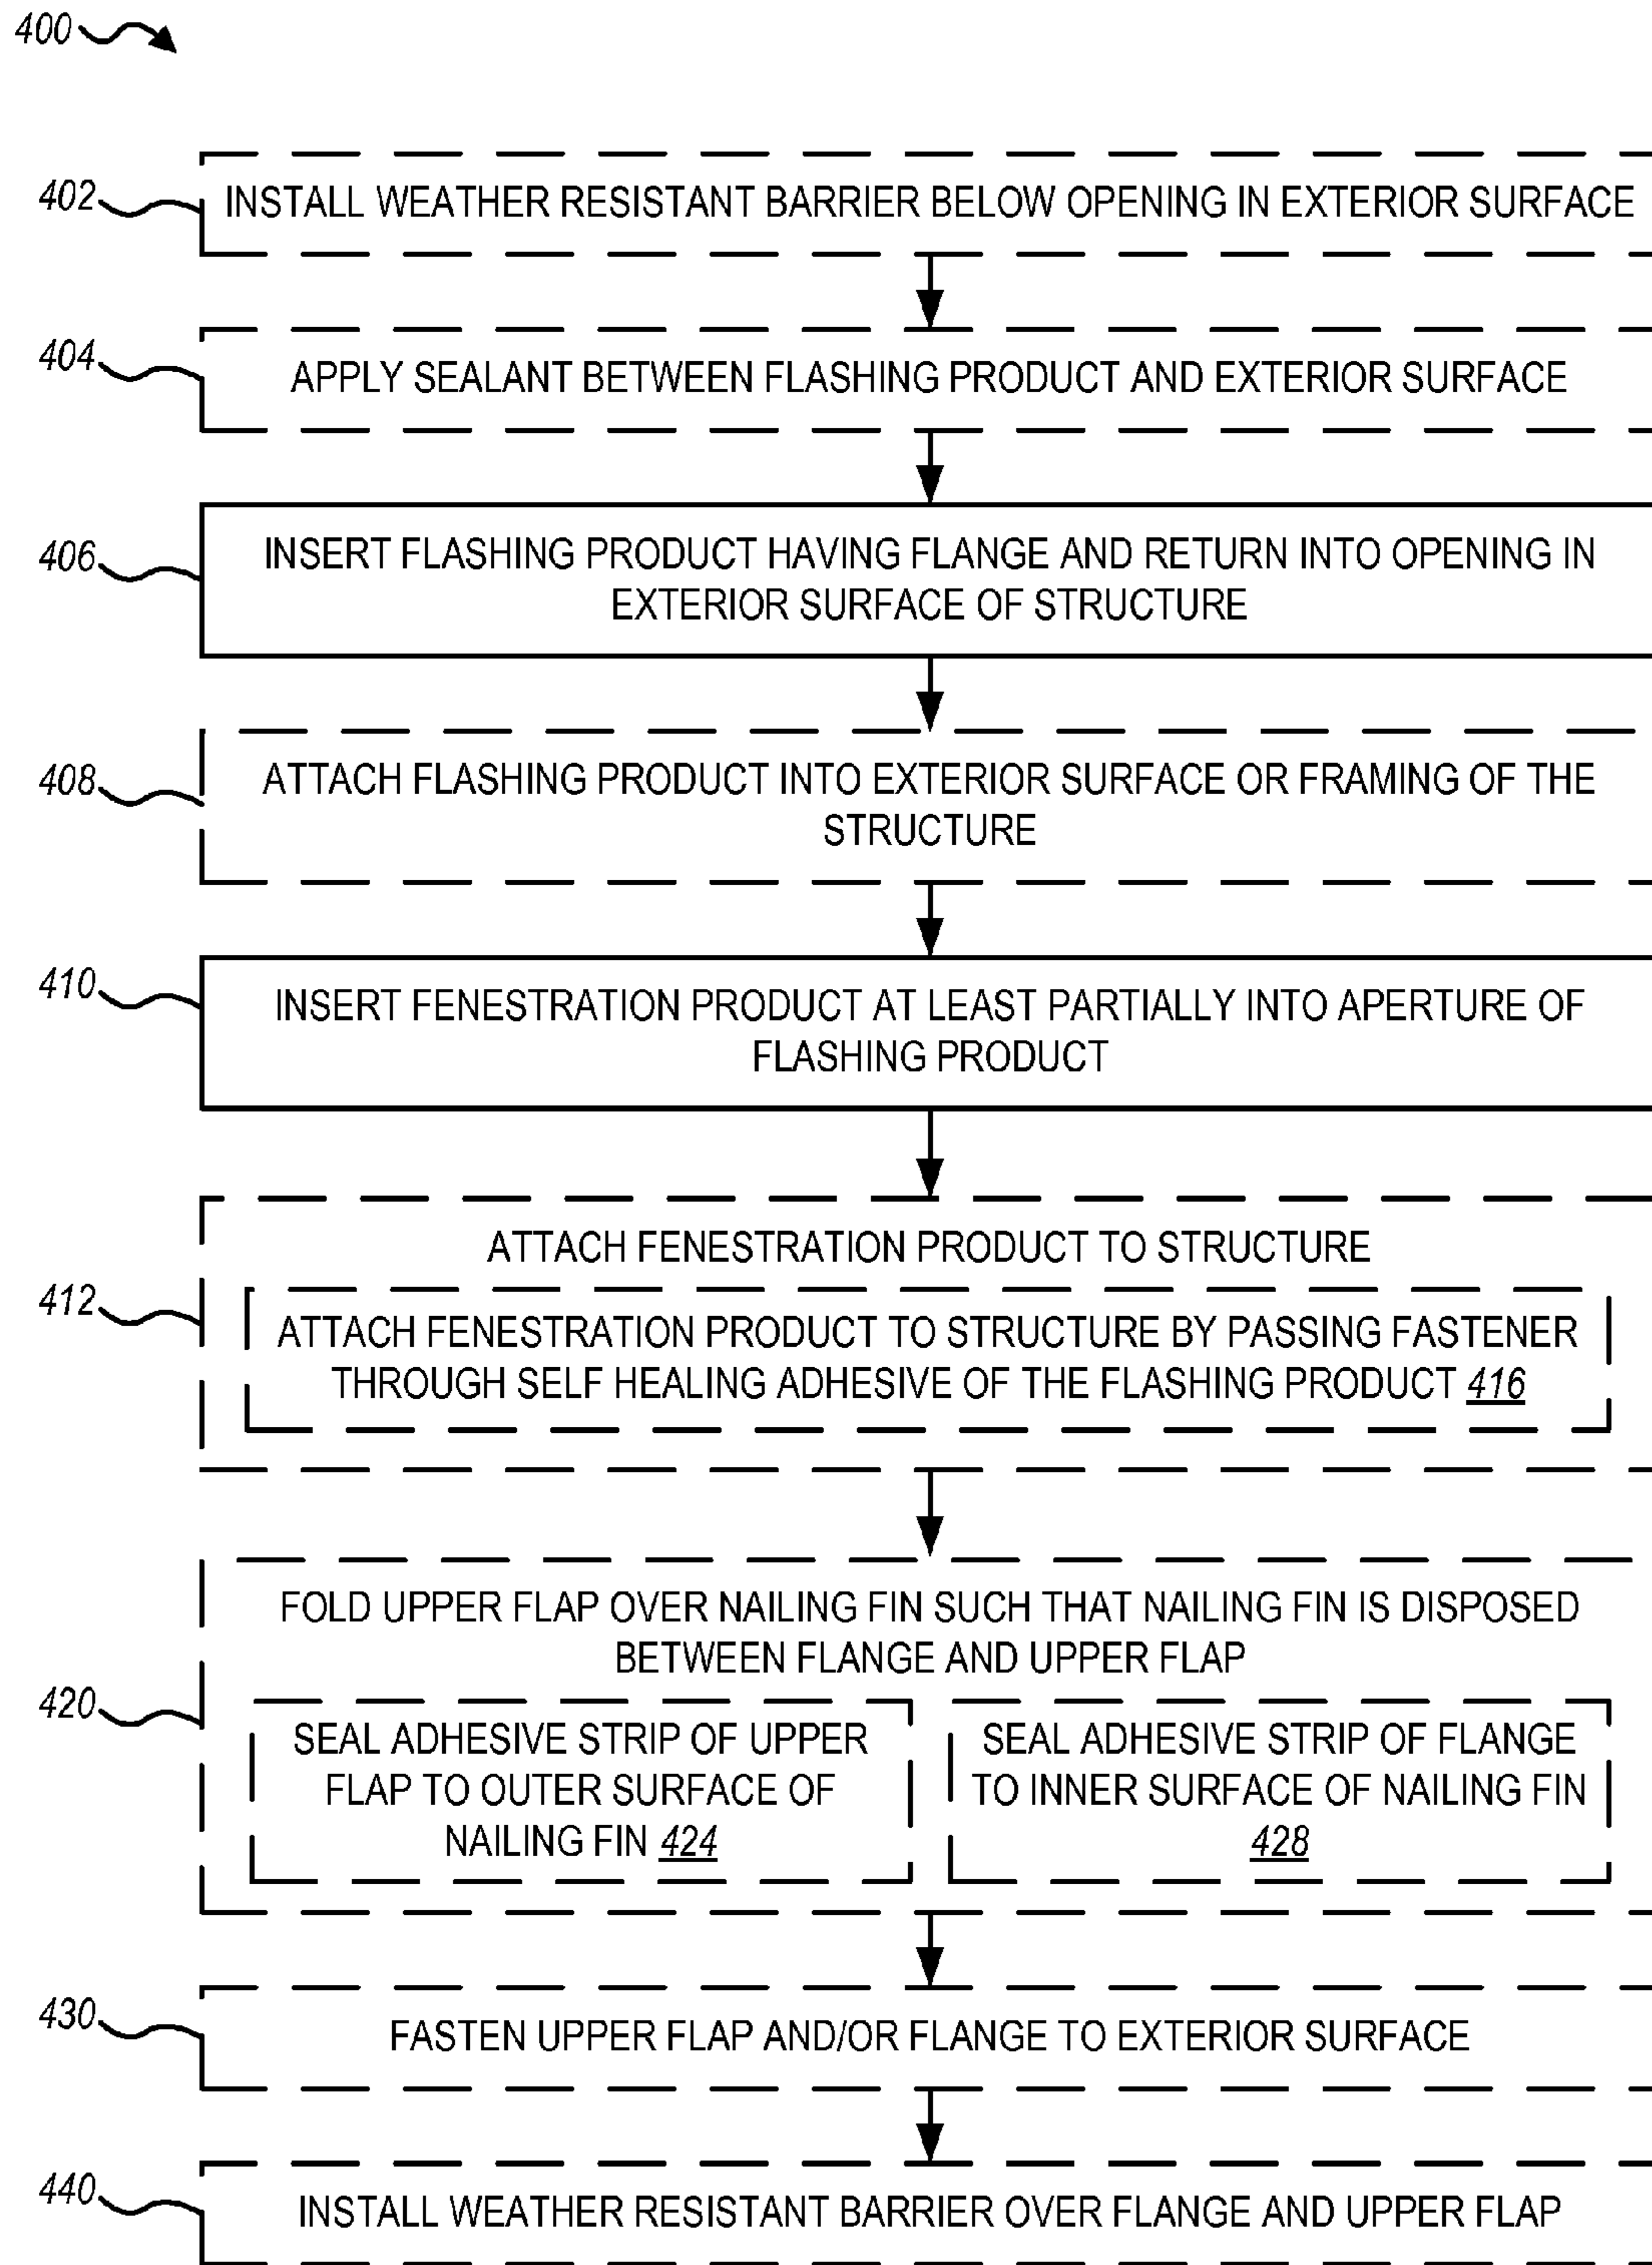 400
402
INSTALL WEATHER RESISTANT BARRIER BELOW OPENING IN EXTERIOR SURFACE
404
APPLY SEALANT BETWEEN FLASHING PRODUCT AND EXTERIOR SURFACE
406
INSERT FLASHING PRODUCT HAVING FLANGE AND RETURN INTO OPENING IN
EXTERIOR SURFACE OF STRUCTURE
408
ATTACH FLASHING PRODUCT INTO EXTERIOR SURFACE OR FRAMING OF THE
STRUCTURE
410
INSERT FENESTRATION PRODUCT AT LEAST PARTIALLY INTO APERTURE OF
FLASHING PRODUCT
412
ATTACH FENESTRATION PRODUCT TO STRUCTURE
ATTACH FENESTRATION PRODUCT TO STRUCTURE BY PASSING FASTENER
THROUGH SELF HEALING ADHESIVE OF THE FLASHING PRODUCT 416
420
FOLD UPPER FLAP OVER NAILING FIN SUCH THAT NAILING FIN IS DISPOSED
BETWEEN FLANGE AND UPPER FLAP
SEAL ADHESIVE STRIP OF UPPER
FLAP TO OUTER SURFACE OF
NAILING FIN 424
SEAL ADHESIVE STRIP OF FLANGE
TO INNER SURFACE OF NAILING FIN
428
430
FASTEN UPPER FLAP AND/OR FLANGE TO EXTERIOR SURFACE
440
INSTALL WEATHER RESISTANT BARRIER OVER FLANGE AND UPPER FLAP